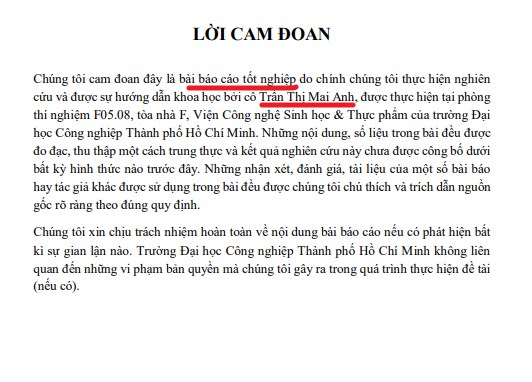 LỜI CAM ĐOAN
Chúng tôi cam đoan đây là bài báo cáo tốt nghiệp do chính chúng tôi thực hiện nghiên
cứu và được sự hướng dẫn khoa học bởi cô Trần Thị Mai Anh, được thực hiện tại phòng
thí nghiệm F05.08, tòa nhà F, Viện Công nghệ Sinh học & Thực phẩm của trường Đại
học Công nghiệp Thành phố Hồ Chí Minh. Những nội dung, số liệu trong bài đều được
đo đạc, thu thập một cách trung thực và kết quả nghiên cứu này chưa được công bố dưới
bất kỳ hình thức nào trước đây. Những nhận xét, đánh giá, tài liệu của một số bài báo
hay tác giả khác được sử dụng trong bài đều được chúng tôi chú thích và trích dẫn nguồn
gốc rõ ràng theo đúng quy định.
Chúng tôi xin chịu trách nhiệm hoàn toàn về nội dung bài báo cáo nếu có phát hiện bất
kì sự gian lận nào. Trường Đại học Công nghiệp Thành phố Hồ Chí Minh không liên
quan đến những vi phạm bản quyền mà chúng tôi gây ra trong quá trình thực hiện đề tài
(nếu có).